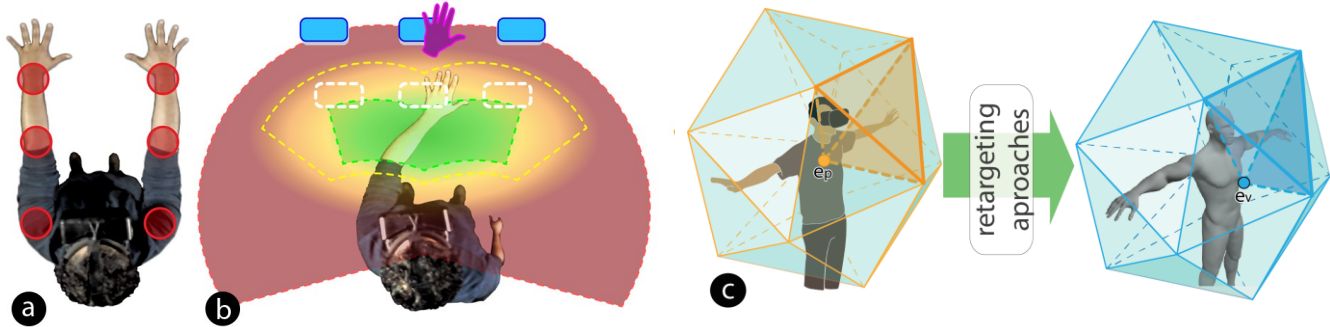 a
b
c
ep
retargeting
aproaches
ev